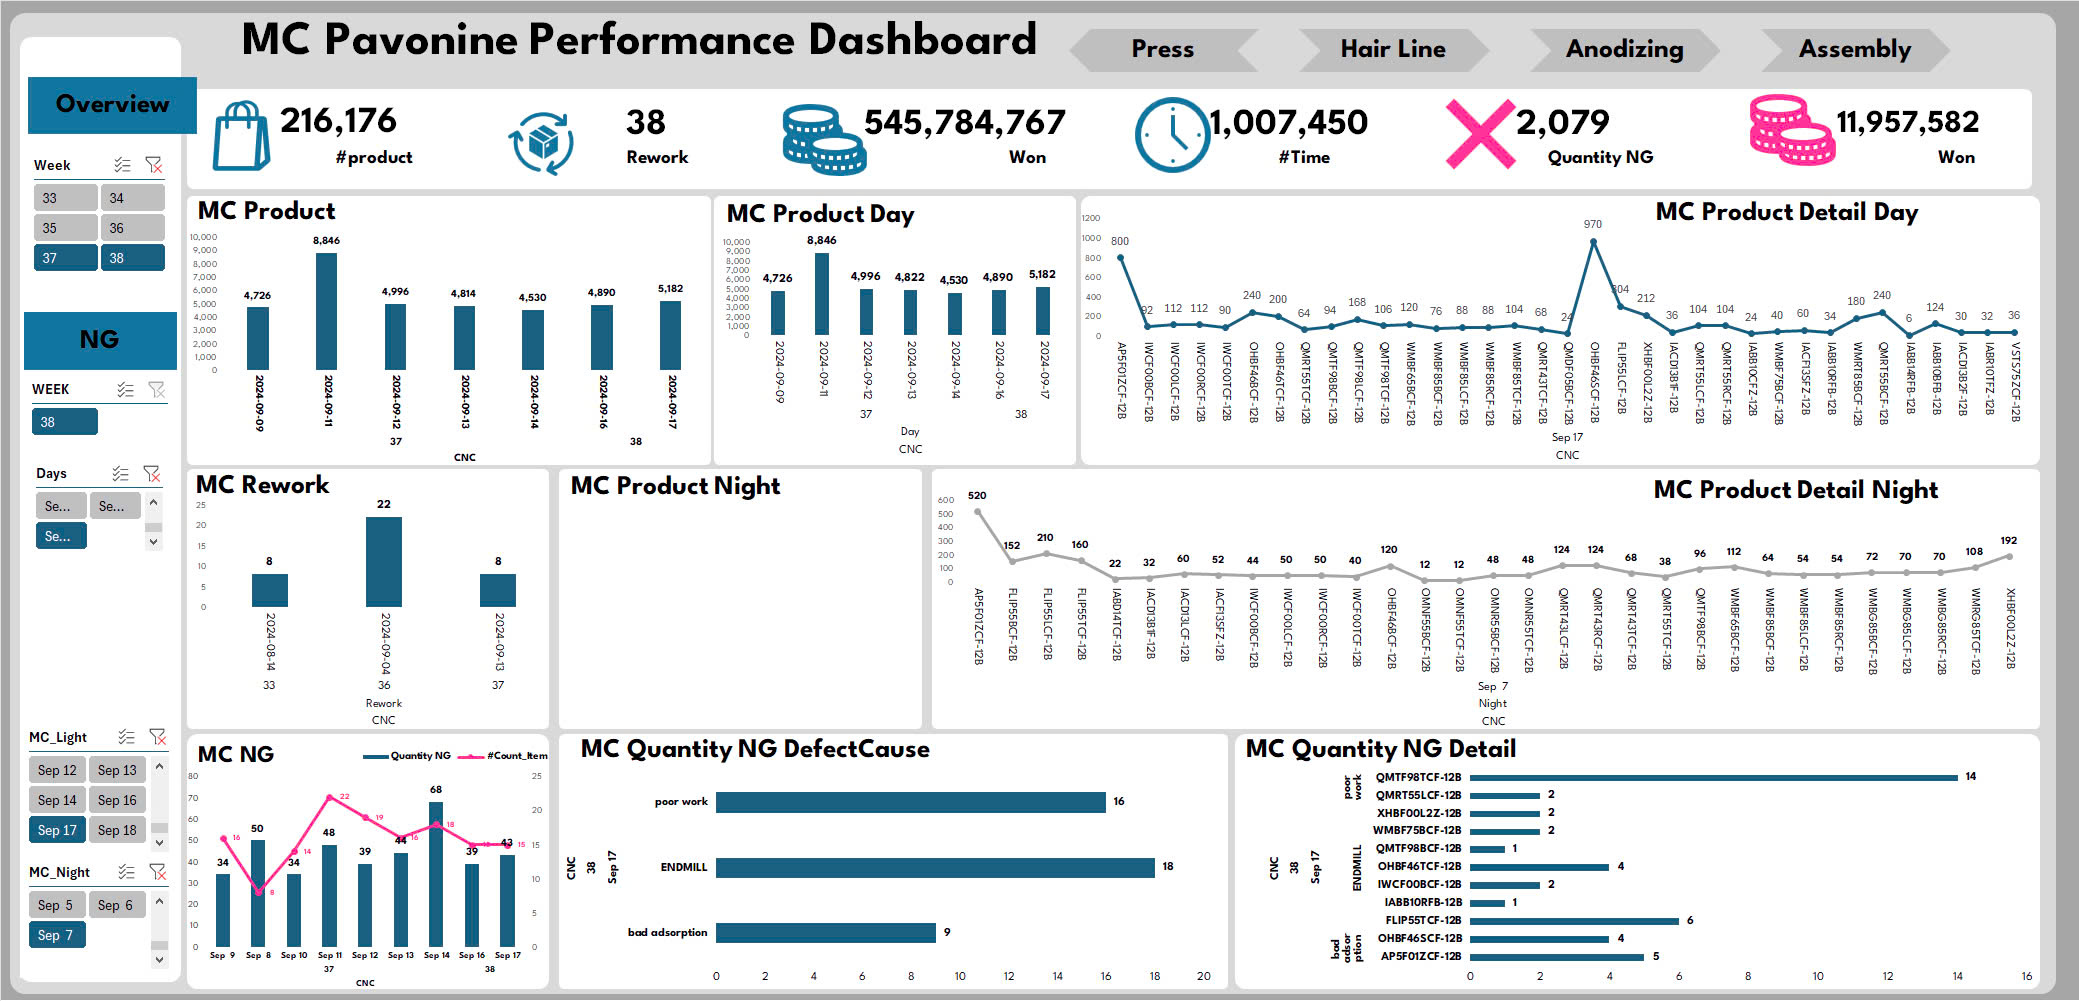 MC Pavonine Performance Dashboard
Press
Hair Line
Anodizing
Assembly
Overview
216,176
#product
38
Rework
545,784,767
Won
1,007,450
#Time
2,079
Quantity NG
11,957,582
Won
Week
33 34
35 36
37 38
NG
WEEK
38
Days
Se... Se...
Se...
MC_Light
Sep 12 Sep 13
Sep 14 Sep 16
Sep 17 Sep 18
MC_Night
Sep 5 Sep 6
Sep 7
MC Product
10,000
9,000
8,000
7,000
6,000
5,000
4,000
3,000
2,000
1,000
0
4,726 8,846 4,996 4,814 4,530 4,890 5,182
2024-09-09 2024-09-11 2024-09-12 2024-09-13 2024-09-14 2024-09-16 2024-09-17
37 38
CNC
MC Product Day
10,000
9,000
8,000
7,000
6,000
5,000
4,000
3,000
2,000
1,000
0
4,726 8,846 4,996 4,822 4,530 4,890 5,182
2024-09-09 2024-09-11 2024-09-12 2024-09-13 2024-09-14 2024-09-16 2024-09-17
37 38
Day
CNC
MC Product Detail Day
1200
1000
800
600
400
200
0
800 92 112 112 90 240 200 64 94 168 106 120 76 88 88 104 68 24 970 304 212 36 104 104 24 40 60 34 180 240 6 124 30 32 36
AP5F01ZCF-12B IWCF00BCF-12B IWCF00LCF-12B IWCF00RCF-12B IWCF00TCF-12B OHBF46BCF-12B OHBF46TCF-12B QMRT55TCF-12B QMTF98BCF-12B QMTF98LCF-12B QMTF98TCF-12B WMBF65BCF-12B WMBF85BCF-12B WMBF85LCF-12B WMBF85RCF-12B WMBF85TCF-12B QMRT43TCF-12B QMDF05BCF-12B OHBF46SCF-12B FLIP55LCF-12B XHBF00L2Z-12B IACD13B1F-12B QMRT55LCF-12B QMRT55RCF-12B IABB10CFZ-12B WMBF75BCF-12B IACF13SFZ-12B IABB10RFB-12B WMRT85BCF-12B QMRT55BCF-12B IABB14RFB-12B IABB10BFB-12B IACD13B2F-12B IABR10TFZ-12B VSTS75ZCF-12B
Sep 17
CNC
MC Rework
25
20
15
10
5
0
8 22 8
2024-08-14 2024-09-04 2024-09-13
33 36 37
Rework
CNC
MC Product Night
MC Product Detail Night
600
500
400
300
200
100
0
520 152 210 160 22 32 60 52 44 50 50 40 120 12 12 48 48 124 124 68 38 96 112 64 54 54 72 70 70 108 192
AP5F01ZCF-12B FLIP55BCF-12B FLIP55LCF-12B FLIP55TCF-12B IABD14TCF-12B IACD13B1F-12B IACD13LCF-12B IACF13SFZ-12B IWCF00BCF-12B IWCF00LCF-12B IWCF00RCF-12B IWCF00TCF-12B OHBF46BCF-12B OMNF55BCF-12B OMNF55TCF-12B OMNR55BCF-12B OMNR55TCF-12B QMRT43LCF-12B QMRT43RCF-12B QMRT43TCF-12B QMRT55TCF-12B QMTF98BCF-12B WMBF65BCF-12B WMBF85BCF-12B WMBF85LCF-12B WMBF85RCF-12B WMBG85BCF-12B WMBG85LCF-12B WMBG85RCF-12B WMRG85TCF-12B XHBF00L2Z-12B
Sep 7
Night
CNC
MC NG
Quantity NG #Count_Item
80
70
60
50
40
30
20
10
0
25
20
15
10
5
0
34 50 34 48 39 44 68 39 43
16 8 14 22 19 16 18 15
Sep 9 Sep 8 Sep 10 Sep 11 Sep 12 Sep 13 Sep 14 Sep 16 Sep 17
37 38
CNC
MC Quantity NG DefectCause
CNC
38
Sep 17
poor work 16
ENDMILL 18
bad adsorption 9
0 2 4 6 8 10 12 14 16 18 20
MC Quantity NG Detail
CNC
38
Sep 17
poor
work
QMTF98TCF-12B 14
QMRT55LCF-12B 2
XHBF00L2Z-12B 2
WMBF75BCF-12B 2
ENDMILL
QMTF98BCF-12B 1
OHBF46TCF-12B 4
IWCF00BCF-12B 2
IABB10RFB-12B 1
FLIP55TCF-12B 6
bad
adsor
ption
OHBF46SCF-12B 4
AP5F01ZCF-12B 5
0 2 4 6 8 10 12 14 16